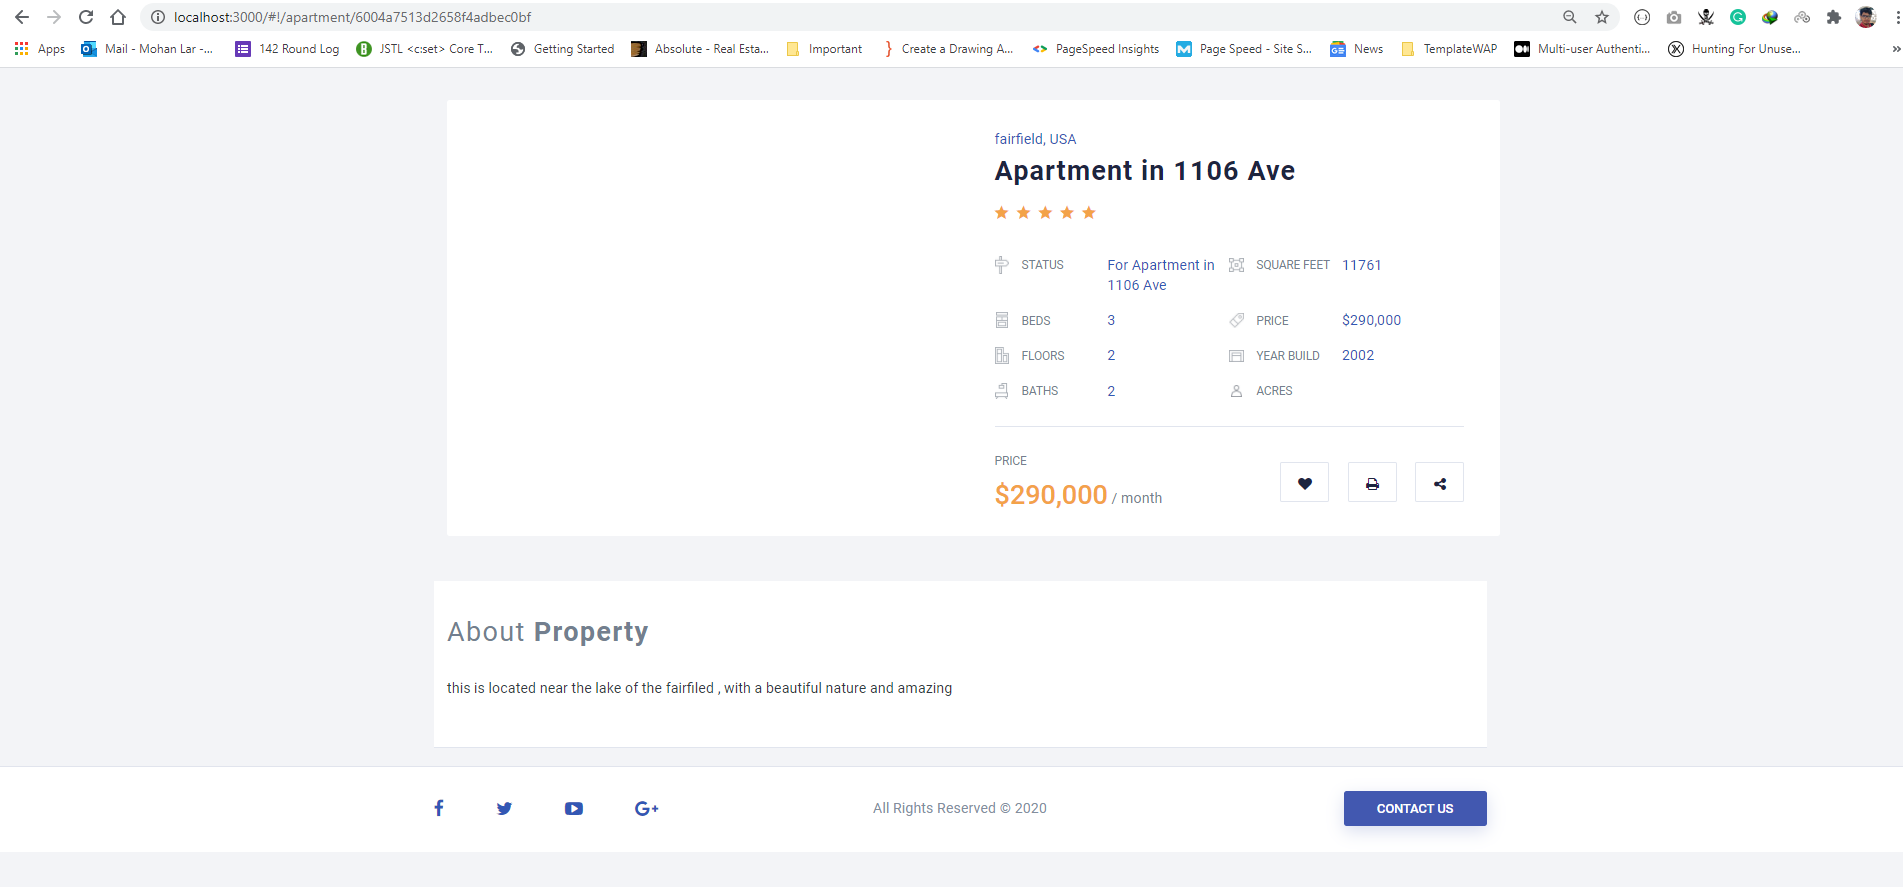 localhost:3000/#!/apartment/6004a7513d2658f4adbec0bf
Apps Mail - Mohan Lar -... 142 Round Log JSTL <c:set> Core T... Getting Started Absolute - Real Esta... Important Create a Drawing A... PageSpeed Insights Page Speed - Site S... News TemplateWAP Multi-user Authenti... Hunting For Unuse... »
fairfield, USA
Apartment in 1106 Ave
STATUS For Apartment in 1106 Ave SQUARE FEET 11761
BEDS 3 PRICE $290,000
FLOORS 2 YEAR BUILD 2002
BATHS 2 ACRES
PRICE
$290,000 / month
About Property
this is located near the lake of the fairfiled , with a beautiful nature and amazing
All Rights Reserved © 2020 CONTACT US